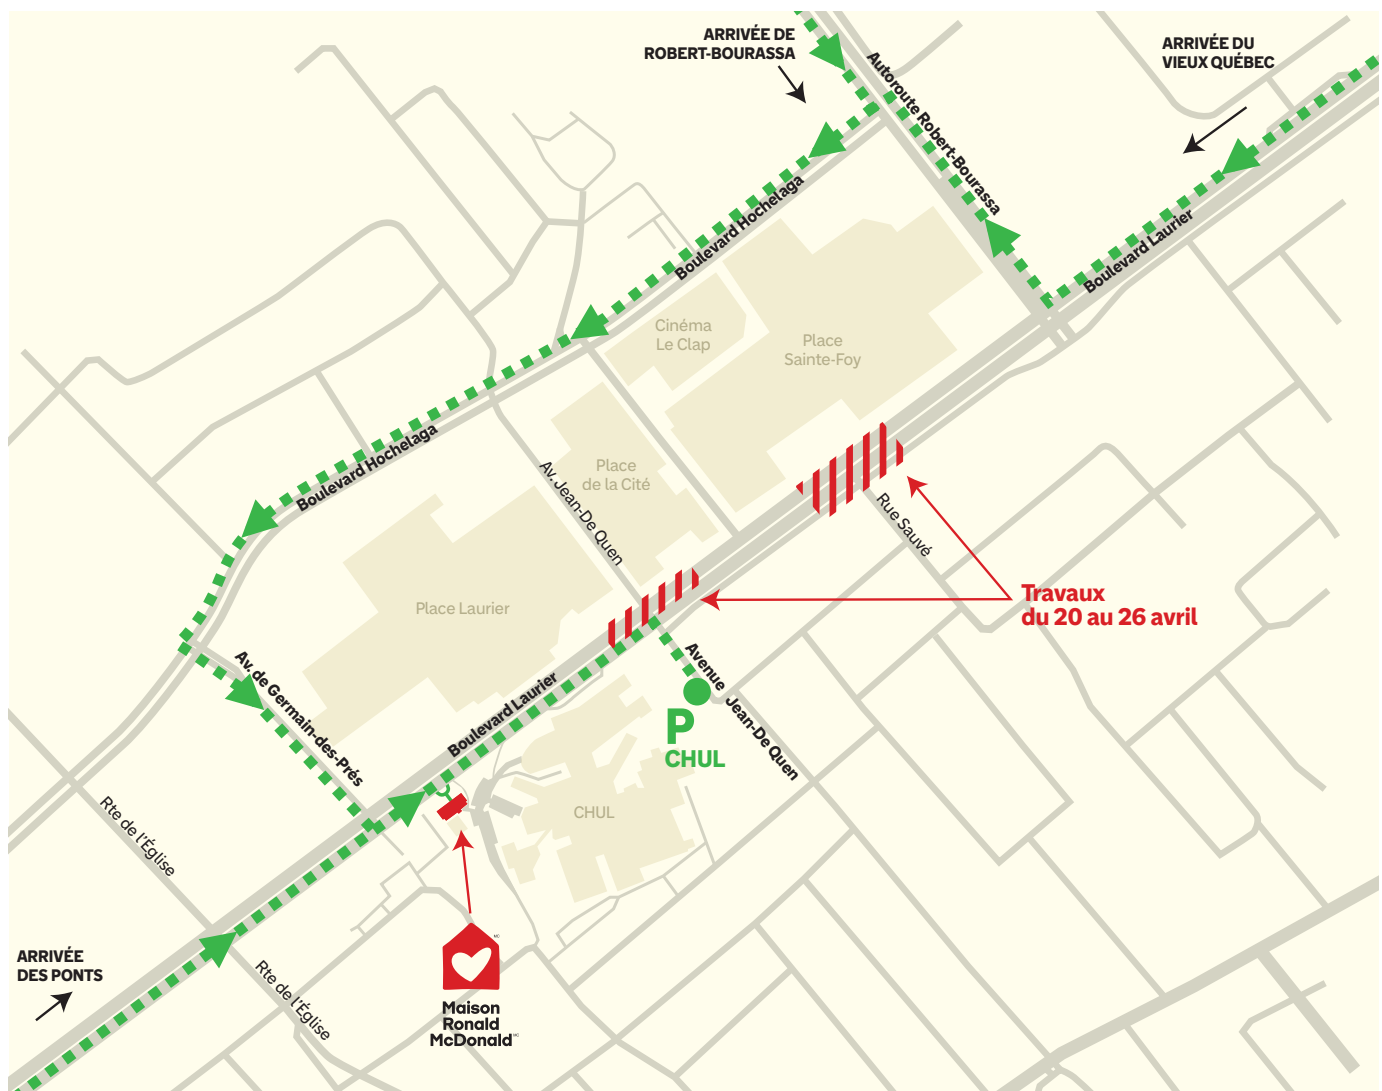 ARRIVÉE DE
ROBERT-BOURASSA
Autoroute Robert-Bourassa
ARRIVÉE DU
VIEUX QUÉBEC
Boulevard Hochelaga
Boulevard Laurier
Cinéma
Le Clap
Place
Sainte-Foy
Boulevard Hochelaga
Av. Jean-De Quen
Place
de la Cité
Rue Sauvé
Place Laurier
Travaux
du 20 au 26 avril
Av. de Germain-des-Prés
Boulevard Laurier
Avenue Jean-De Quen
P
CHUL
CHUL
Rte de l'Église
ARRIVÉE
DES PONTS
Rte de l'Église
MC
Maison
Ronald
McDonald MC